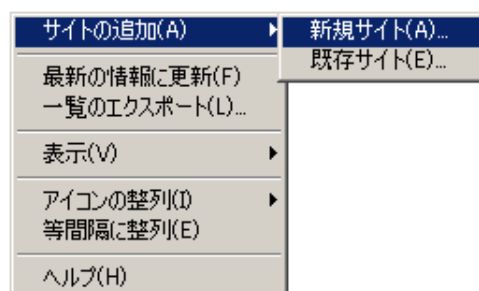 サイトの追加(A)
新規サイト(A)...
既存サイト(E)...
最新の情報に更新(F)
一覧のエクスポート(L)...
表示(V)
アイコンの整列(I)
等間隔に整列(E)
ヘルプ(H)